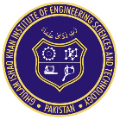 GHULAM ISHAQ KHAN INSTITUTE OF ENGINEERING SCIENCES AND TECHNOLOGY
• PAKISTAN •